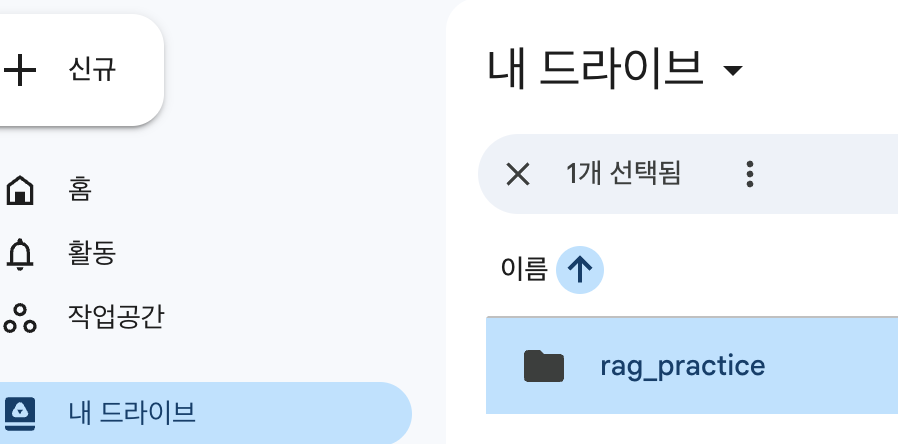 신규
홈
활동
작업공간
내 드라이브
내 드라이브
1개 선택됨
이름
rag_practice